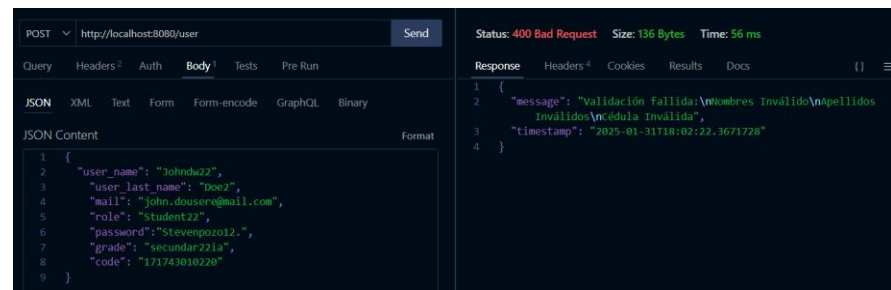 POST http://localhost:8080/user Send
Query Headers 2 Auth Body 1 Tests Pre Run
JSON XML Text Form Form-encode GraphQL Binary
JSON Content Format
1 {
2 "user_name": "Johndw22",
3 "user_last_name": "Doe2",
4 "mail": "john.dousere@mail.com",
5 "role": "Student22",
6 "password":"Stevenpozo12.",
7 "grade": "secundar22ia",
8 "code": "171743010220"
9 }
Status: 400 Bad Request Size: 136 Bytes Time: 56 ms
Response Headers 4 Cookies Results Docs {}
1 {
2 "message": "Validación fallida:\nNombres Inválido\nApellidos
Inválidos\nCédula Inválida",
3 "timestamp": "2025-01-31T18:02:22.3671728"
4 }